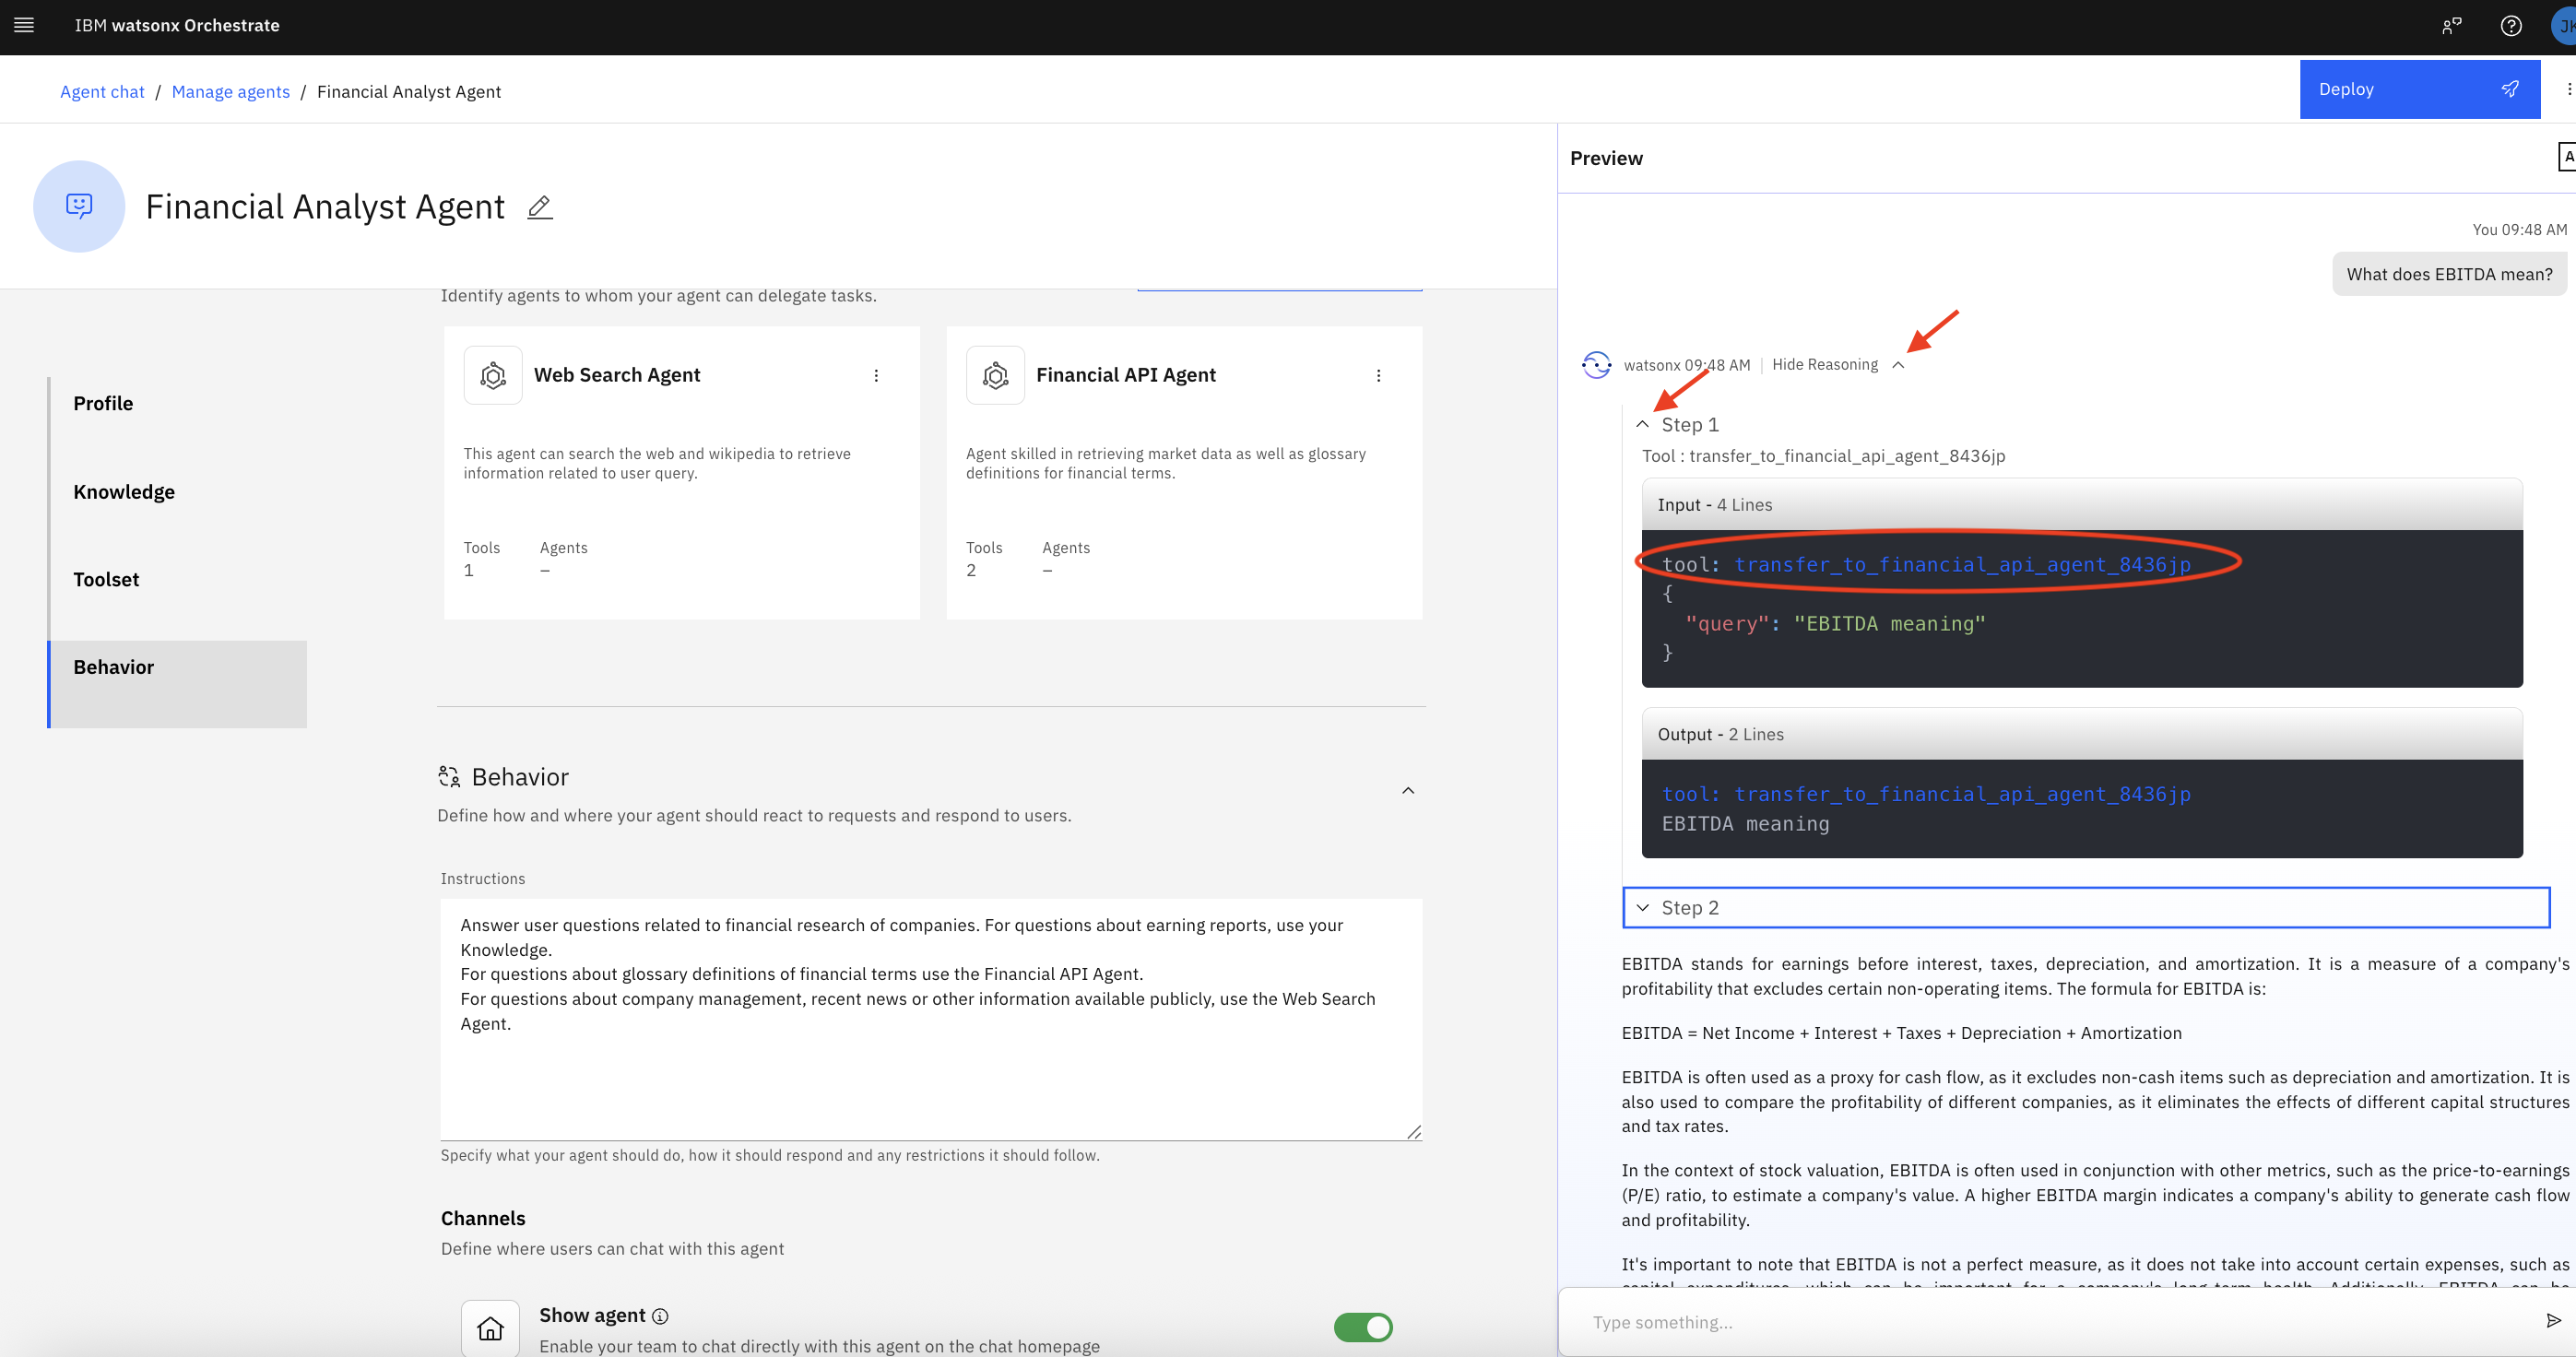 IBM watsonx Orchestrate
JK
Agent chat / Manage agents / Financial Analyst Agent
Deploy
Financial Analyst Agent
Profile
Knowledge
Toolset
Behavior
Identify agents to whom your agent can delegate tasks.
Web Search Agent
This agent can search the web and wikipedia to retrieve
information related to user query.
Tools Agents
1 –
Financial API Agent
Agent skilled in retrieving market data as well as glossary
definitions for financial terms.
Tools Agents
2 –
Behavior
Define how and where your agent should react to requests and respond to users.
Instructions
Answer user questions related to financial research of companies. For questions about earning reports, use your
Knowledge.
For questions about glossary definitions of financial terms use the Financial API Agent.
For questions about company management, recent news or other information available publicly, use the Web Search
Agent.
Specify what your agent should do, how it should respond and any restrictions it should follow.
Channels
Define where users can chat with this agent
Show agent
Enable your team to chat directly with this agent on the chat homepage
Preview
A
You 09:48 AM
What does EBITDA mean?
watsonx 09:48 AM | Hide Reasoning
Step 1
Tool : transfer_to_financial_api_agent_8436jp
Input - 4 Lines
tool: transfer_to_financial_api_agent_8436jp
{
"query": "EBITDA meaning"
}
Output - 2 Lines
tool: transfer_to_financial_api_agent_8436jp
EBITDA meaning
Step 2
EBITDA stands for earnings before interest, taxes, depreciation, and amortization. It is a measure of a company's
profitability that excludes certain non-operating items. The formula for EBITDA is:
EBITDA = Net Income + Interest + Taxes + Depreciation + Amortization
EBITDA is often used as a proxy for cash flow, as it excludes non-cash items such as depreciation and amortization. It is
also used to compare the profitability of different companies, as it eliminates the effects of different capital structures
and tax rates.
In the context of stock valuation, EBITDA is often used in conjunction with other metrics, such as the price-to-earnings
(P/E) ratio, to estimate a company's value. A higher EBITDA margin indicates a company's ability to generate cash flow
and profitability.
It's important to note that EBITDA is not a perfect measure, as it does not take into account certain expenses, such as
capital expenditures, which can be important for a company's long-term health. Additionally, EBITDA can be
Type something...